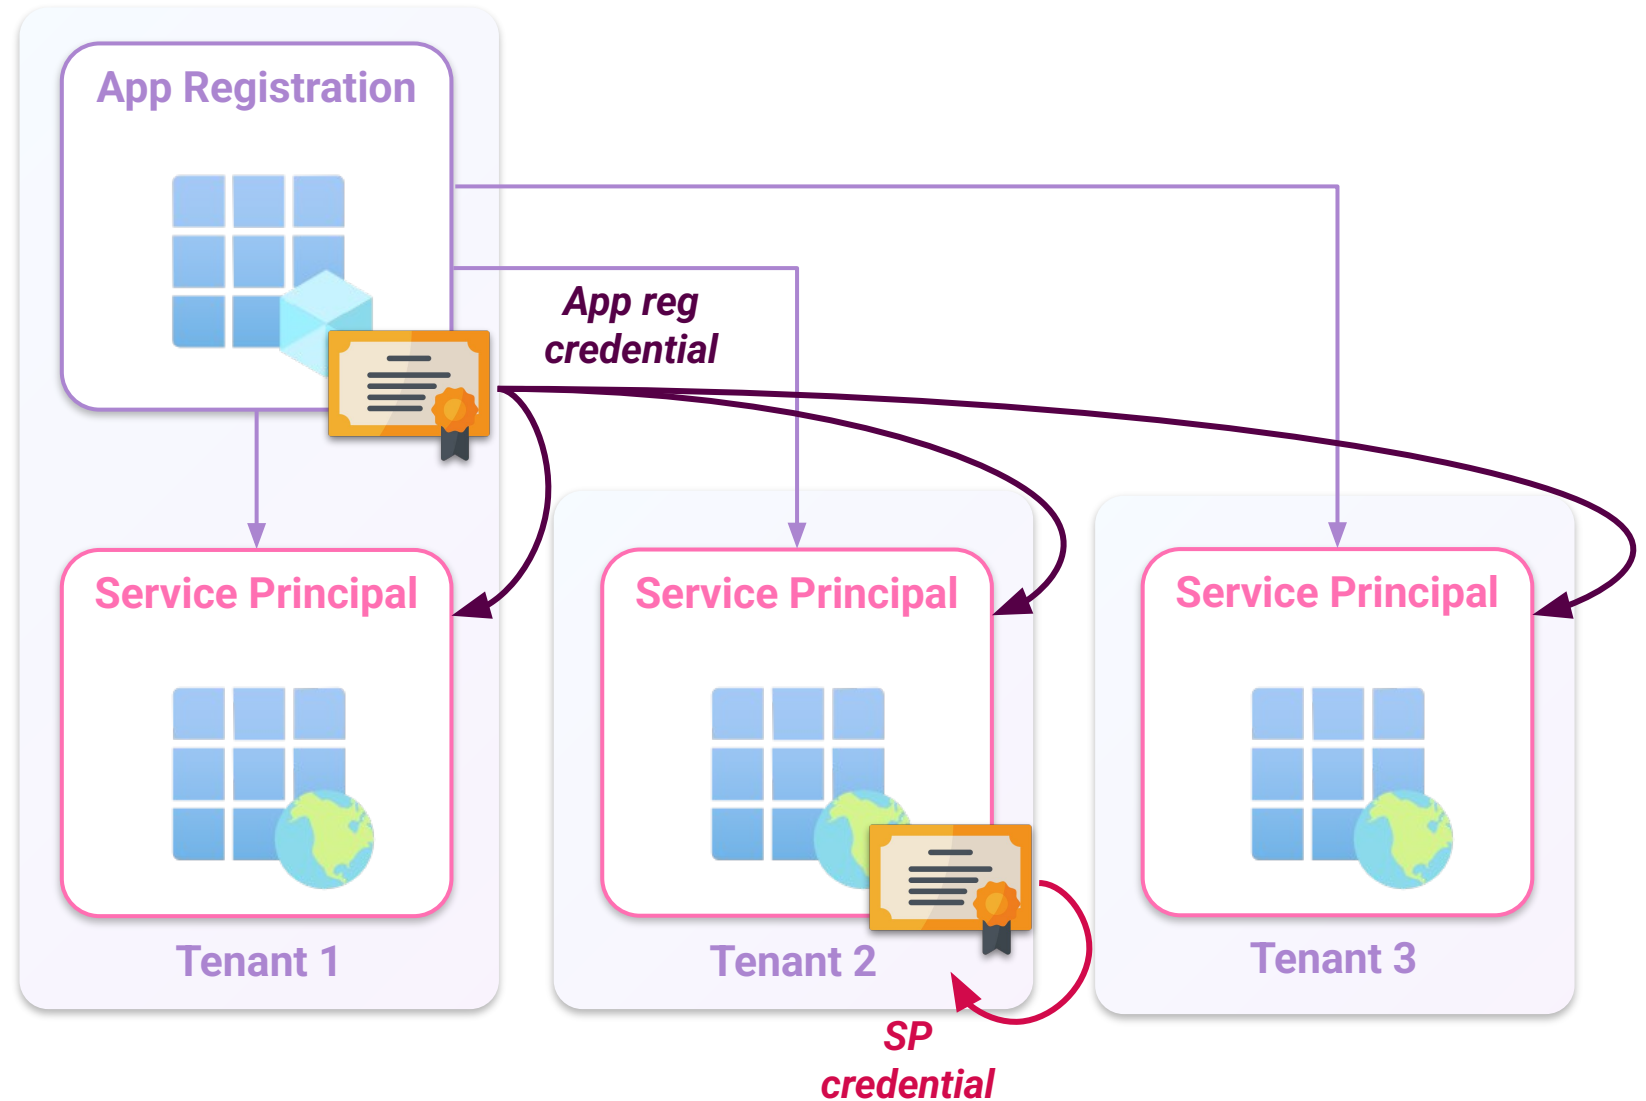 App Registration
App reg
credential
Service Principal
Service Principal
Service Principal
Tenant 1
Tenant 2
Tenant 3
SP
credential